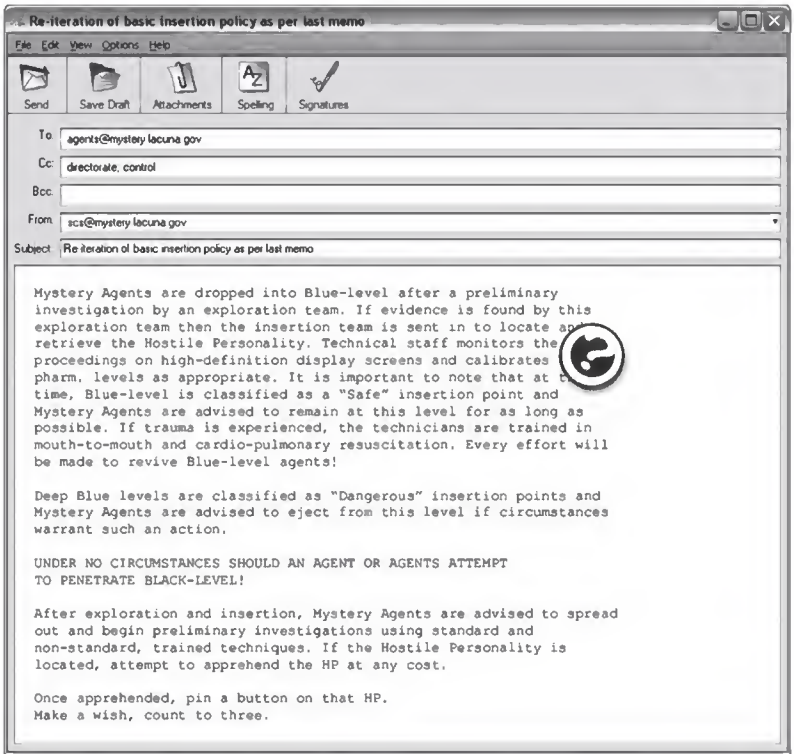 Re-iteration of basic insertion policy as per last memo
File Edit View Options Help
Send Save Draft Attachments Spelling Signatures
To: agents@mystery lacuna gov
Cc: directorate, control
Bcc:
From: scs@mystery lacuna gov
Subject: Re-iteration of basic insertion policy as per last memo
Mystery Agents are dropped into Blue-level after a preliminary
investigation by an exploration team. If evidence is found by this
exploration team then the insertion team is sent in to locate and
retrieve the Hostile Personality. Technical staff monitors the
proceedings on high-definition display screens and calibrates
pharm. levels as appropriate. It is important to note that at
time, Blue-level is classified as a “Safe” insertion point and
Mystery Agents are advised to remain at this level for as long as
possible. If trauma is experienced, the technicians are trained in
mouth-to-mouth and cardio-pulmonary resuscitation. Every effort will
be made to revive Blue-level agents!
Deep Blue levels are classified as “Dangerous” insertion points and
Mystery Agents are advised to eject from this level if circumstances
warrant such an action.
UNDER NO CIRCUMSTANCES SHOULD AN AGENT OR AGENTS ATTEMPT
TO PENETRATE BLACK-LEVEL!
After exploration and insertion, Mystery Agents are advised to spread
out and begin preliminary investigations using standard and
non-standard, trained techniques. If the Hostile Personality is
located, attempt to apprehend the HP at any cost.
Once apprehended, pin a button on that HP.
Make a wish, count to three.